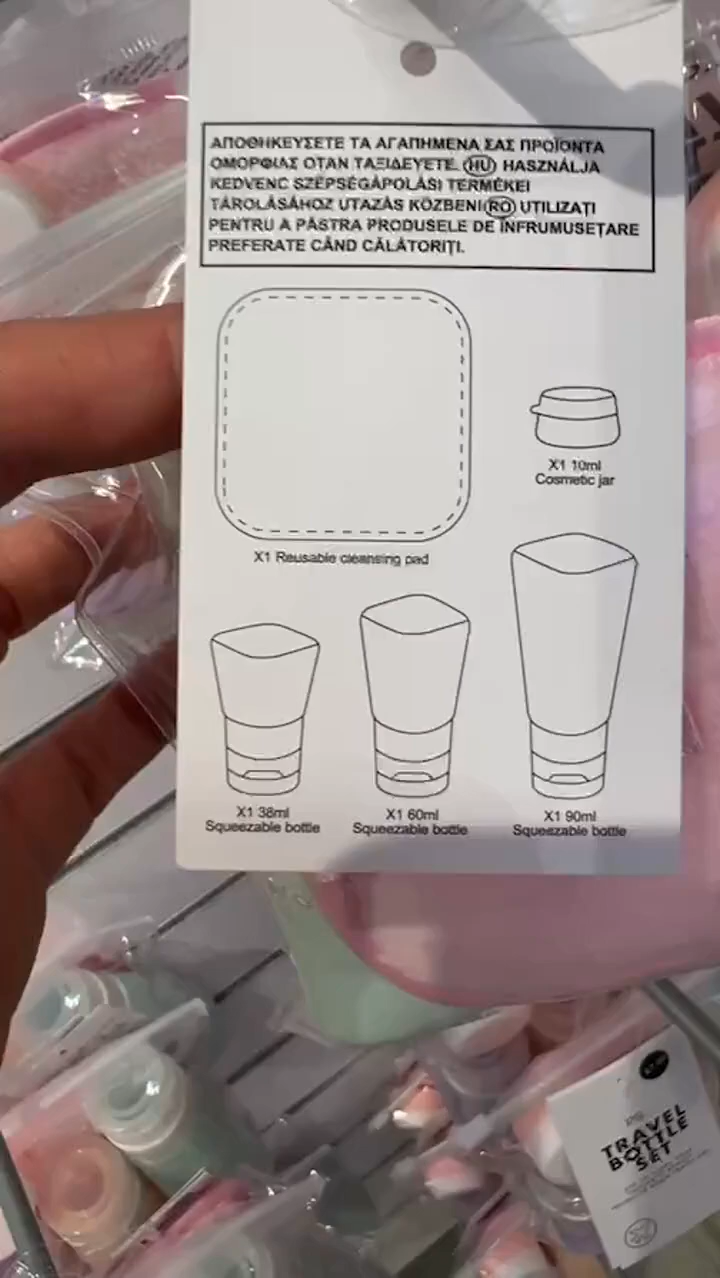 ΑΠΟΘΗΚΕΥΣΕΤΕ ΤΑ ΑΓΑΠΗΜΕΝΑ ΣΑΣ ΠΡΟΪΟΝΤΑ
ΟΜΟΡΦΙΑΣ ΟΤΑΝ ΤΑΞΙΔΕΥΕΤΕ. HU HASZNÁLJA
KEDVENC SZÉPSÉGÁPOLÁSI TERMÉKEI
TÁROLÁSÁHOZ UTAZÁS KÖZBENI RO UTILIZAȚI
PENTRU A PĂSTRA PRODUSELE DE ÎNFRUMUSEȚARE
PREFERATE CÂND CĂLĂTORIȚI.
X1 10ml
Cosmetic jar
X1 Reusable cleansing pad
X1 38ml
Squeezable bottle
X1 60ml
Squeezable bottle
X1 90ml
Squeezable bottle
TRAVEL
BOTTLE
SET